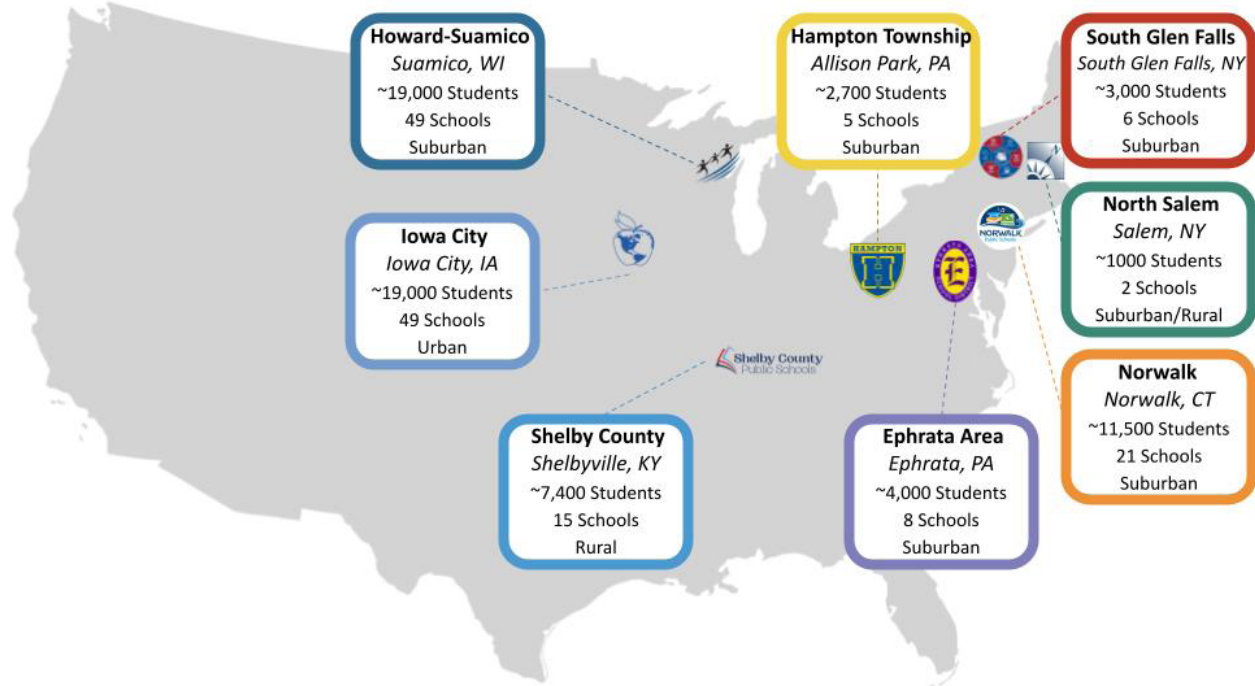 Howard-Suamico
Suamico, WI
~19,000 Students
49 Schools
Suburban
Hampton Township
Allison Park, PA
~2,700 Students
5 Schools
Suburban
South Glen Falls
South Glen Falls, NY
~3,000 Students
6 Schools
Suburban
Iowa City
Iowa City, IA
~19,000 Students
49 Schools
Urban
NORWALK
Public Schools
HAMPTON
H
E
North Salem
Salem, NY
~1000 Students
2 Schools
Suburban/Rural
Shelby County
Public Schools
Norwalk
Norwalk, CT
~11,500 Students
21 Schools
Suburban
Shelby County
Shelbyville, KY
~7,400 Students
15 Schools
Rural
Ephrata Area
Ephrata, PA
~4,000 Students
8 Schools
Suburban